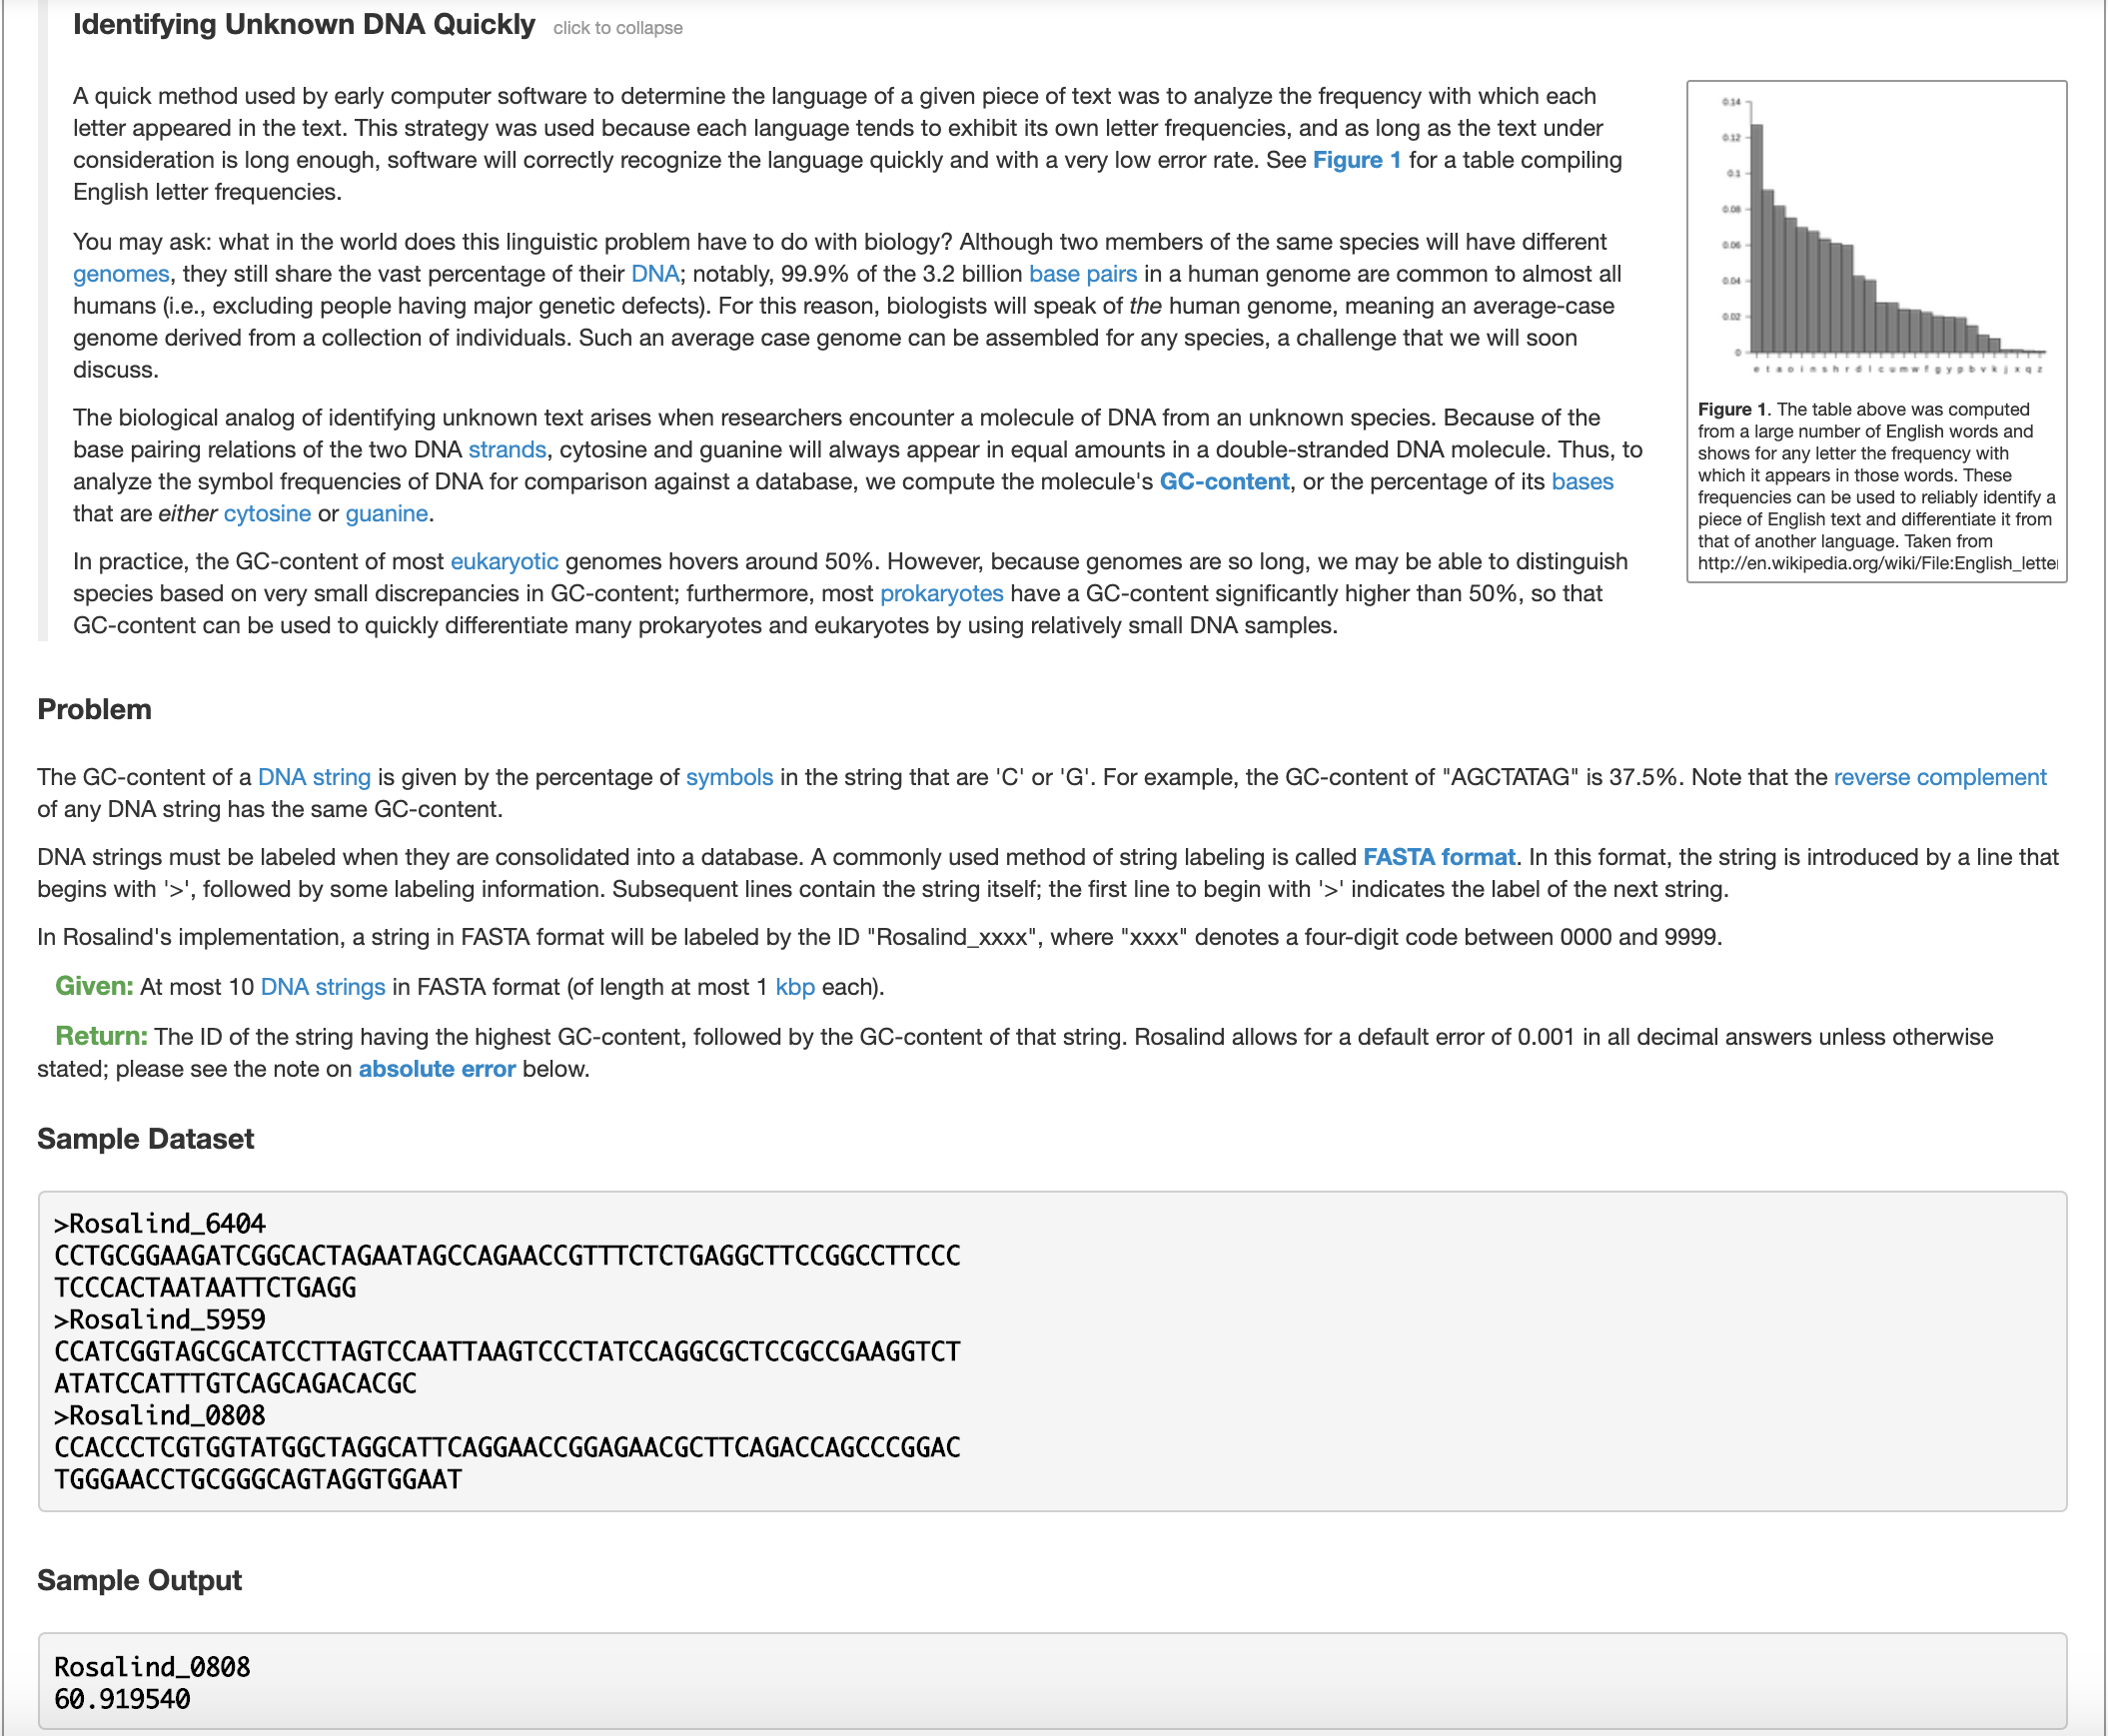 Identifying Unknown DNA Quickly click to collapse
A quick method used by early computer software to determine the language of a given piece of text was to analyze the frequency with which each
letter appeared in the text. This strategy was used because each language tends to exhibit its own letter frequencies, and as long as the text under
consideration is long enough, software will correctly recognize the language quickly and with a very low error rate. See Figure 1 for a table compiling
English letter frequencies.
You may ask: what in the world does this linguistic problem have to do with biology? Although two members of the same species will have different
genomes, they still share the vast percentage of their DNA; notably, 99.9% of the 3.2 billion base pairs in a human genome are common to almost all
humans (i.e., excluding people having major genetic defects). For this reason, biologists will speak of the human genome, meaning an average-case
genome derived from a collection of individuals. Such an average case genome can be assembled for any species, a challenge that we will soon
discuss.
The biological analog of identifying unknown text arises when researchers encounter a molecule of DNA from an unknown species. Because of the
base pairing relations of the two DNA strands, cytosine and guanine will always appear in equal amounts in a double-stranded DNA molecule. Thus, to
analyze the symbol frequencies of DNA for comparison against a database, we compute the molecule's GC-content, or the percentage of its bases
that are either cytosine or guanine.
In practice, the GC-content of most eukaryotic genomes hovers around 50%. However, because genomes are so long, we may be able to distinguish
species based on very small discrepancies in GC-content; furthermore, most prokaryotes have a GC-content significantly higher than 50%, so that
GC-content can be used to quickly differentiate many prokaryotes and eukaryotes by using relatively small DNA samples.
0.14
0.12
0.1
0.08
0.06
0.04
0.02
0
e t a o i n s h r d l c u m w f g y p b v k j x q z
Figure 1. The table above was computed
from a large number of English words and
shows for any letter the frequency with
which it appears in those words. These
frequencies can be used to reliably identify a
piece of English text and differentiate it from
that of another language. Taken from
http://en.wikipedia.org/wiki/File:English_letter
Problem
The GC-content of a DNA string is given by the percentage of symbols in the string that are 'C' or 'G'. For example, the GC-content of "AGCTATAG" is 37.5%. Note that the reverse complement
of any DNA string has the same GC-content.
DNA strings must be labeled when they are consolidated into a database. A commonly used method of string labeling is called FASTA format. In this format, the string is introduced by a line that
begins with '>', followed by some labeling information. Subsequent lines contain the string itself; the first line to begin with '>' indicates the label of the next string.
In Rosalind's implementation, a string in FASTA format will be labeled by the ID "Rosalind_xxxx", where "xxxx" denotes a four-digit code between 0000 and 9999.
Given: At most 10 DNA strings in FASTA format (of length at most 1 kbp each).
Return: The ID of the string having the highest GC-content, followed by the GC-content of that string. Rosalind allows for a default error of 0.001 in all decimal answers unless otherwise
stated; please see the note on absolute error below.
Sample Dataset
>Rosalind_6404
CCTGCGGAAGATCGGCACTAGAATAGCCAGAACCGTTTCTCTGAGGCTTCCGGCCTTCCC
TCCCACTAATAATTCTGAGG
>Rosalind_5959
CCATCGGTAGCGCATCCTTAGTCCAATTAAGTCCCTATCCAGGCGCTCCGCCGAAGGTCT
ATATCCATTTGTCAGCAGACACGC
>Rosalind_0808
CCACCCTCGTGGTATGGCTAGGCATTCAGGAACCGGAGAACGCTTCAGACCAGCCCGGAC
TGGGAACCTGCGGGCAGTAGGTGGAAT
Sample Output
Rosalind_0808
60.919540